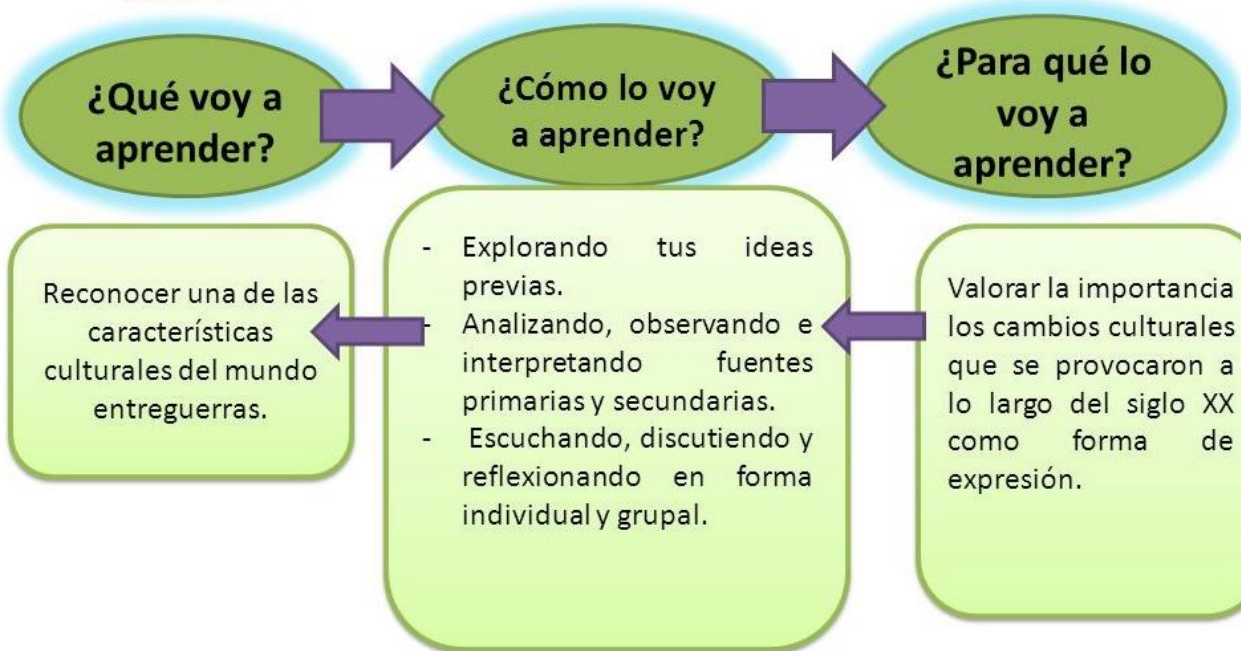 ¿Qué voy a
aprender?
¿Cómo lo voy
a aprender?
¿Para qué lo
voy a
aprender?
Reconocer una de las
características
culturales del mundo
entreguerras.
- Explorando tus ideas
previas.
- Analizando, observando e
interpretando fuentes
primarias y secundarias.
- Escuchando, discutiendo y
reflexionando en forma
individual y grupal.
Valorar la importancia
los cambios culturales
que se provocaron a
lo largo del siglo XX
como forma de
expresión.